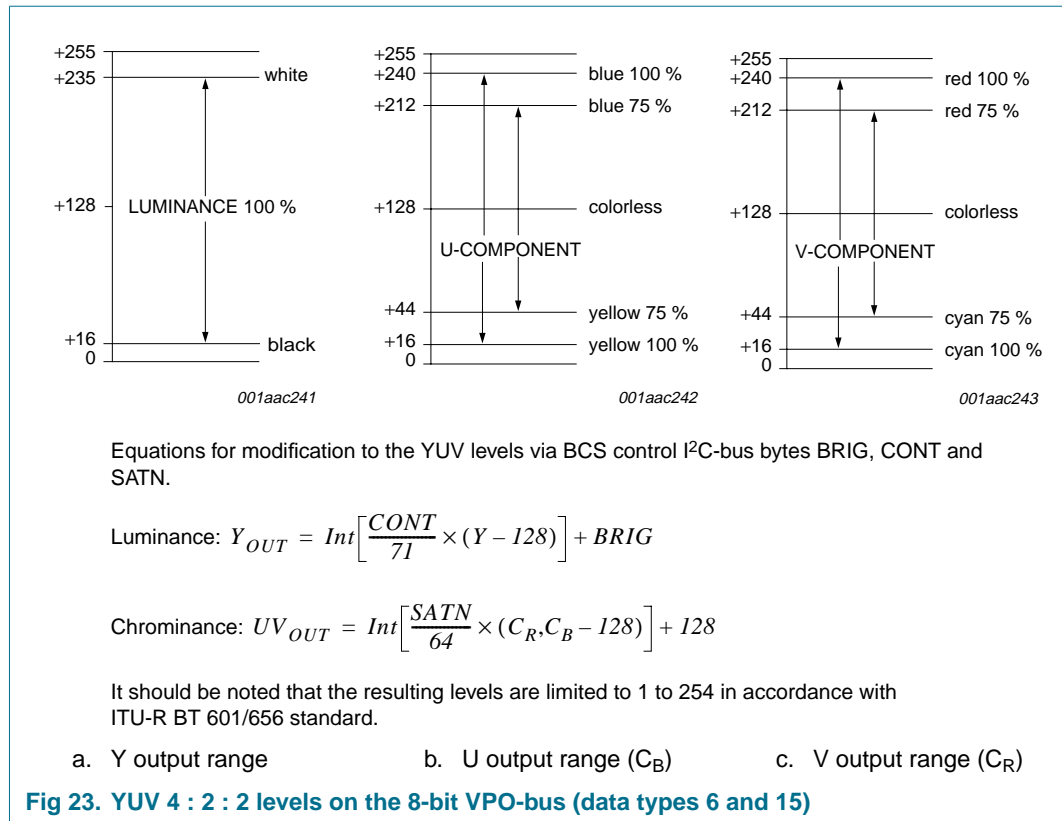 +255
+235
white
+128
LUMINANCE 100 %
+16
black
0
001aac241
+255
+240
blue 100 %
+212
blue 75 %
+128
colorless
U-COMPONENT
+44
yellow 75 %
+16
yellow 100 %
0
001aac242
+255
+240
red 100 %
+212
red 75 %
+128
colorless
V-COMPONENT
+44
cyan 75 %
+16
cyan 100 %
0
001aac243
Equations for modification to the YUV levels via BCS control I²C-bus bytes BRIG, CONT and
SATN.
Luminance: Y_OUT = Int[CONT/71 × (Y – 128)] + BRIG
Chrominance: UV_OUT = Int[SATN/64 × (C_R,C_B – 128)] + 128
It should be noted that the resulting levels are limited to 1 to 254 in accordance with
ITU-R BT 601/656 standard.
a. Y output range b. U output range (C_B) c. V output range (C_R)
Fig 23. YUV 4 : 2 : 2 levels on the 8-bit VPO-bus (data types 6 and 15)